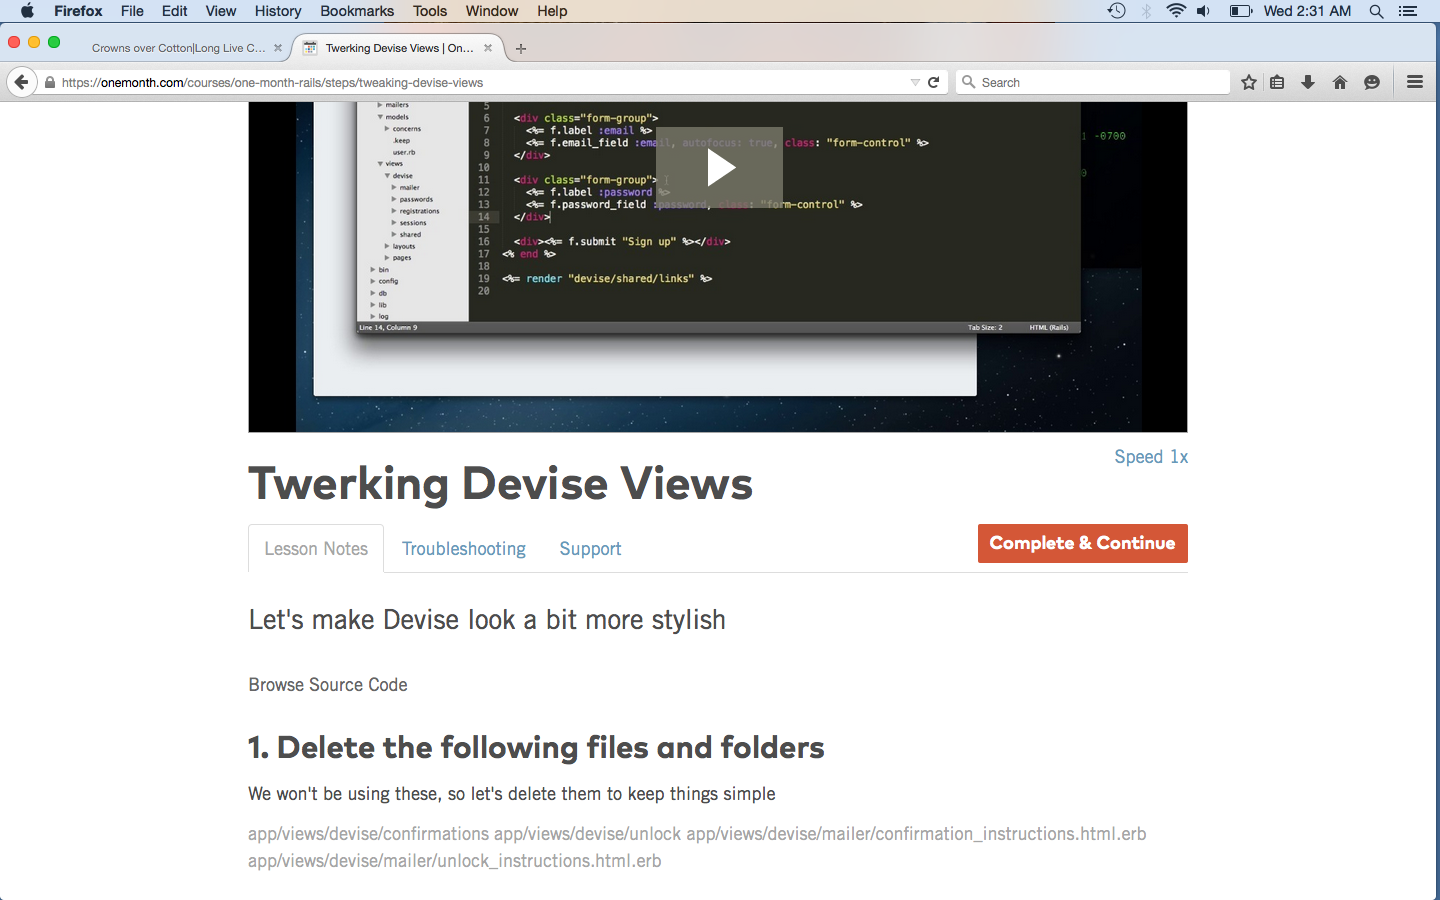 Firefox File Edit View History Bookmarks Tools Window Help Wed 2:31 AM
Crowns over Cotton|Long Live C... Twerking Devise Views | On...
https://onemonth.com/courses/one-month-rails/steps/tweaking-devise-views Search
mailers
models
concerns
.keep
user.rb
views
devise
mailer
passwords
registrations
sessions
shared
layouts
pages
bin
config
db
lib
log
5
6 <div class="form-group">
7 <%= f.label :email %>
8 <%= f.email_field :email, autofocus: true, class: "form-control" %>
9 </div>
10
11 <div class="form-group">
12 <%= f.label :password %>
13 <%= f.password_field :password, class: "form-control" %>
14 </div>
15
16 <div><%= f.submit "Sign up" %></div>
17 <% end %>
18
19 <%= render "devise/shared/links" %>
20
Line 14, Column 9 Tab Size: 2 HTML (Rails)
1 -0700
Speed 1x
Twerking Devise Views
Lesson Notes Troubleshooting Support Complete & Continue
Let's make Devise look a bit more stylish
Browse Source Code
1. Delete the following files and folders
We won't be using these, so let's delete them to keep things simple
app/views/devise/confirmations app/views/devise/unlock app/views/devise/mailer/confirmation_instructions.html.erb
app/views/devise/mailer/unlock_instructions.html.erb